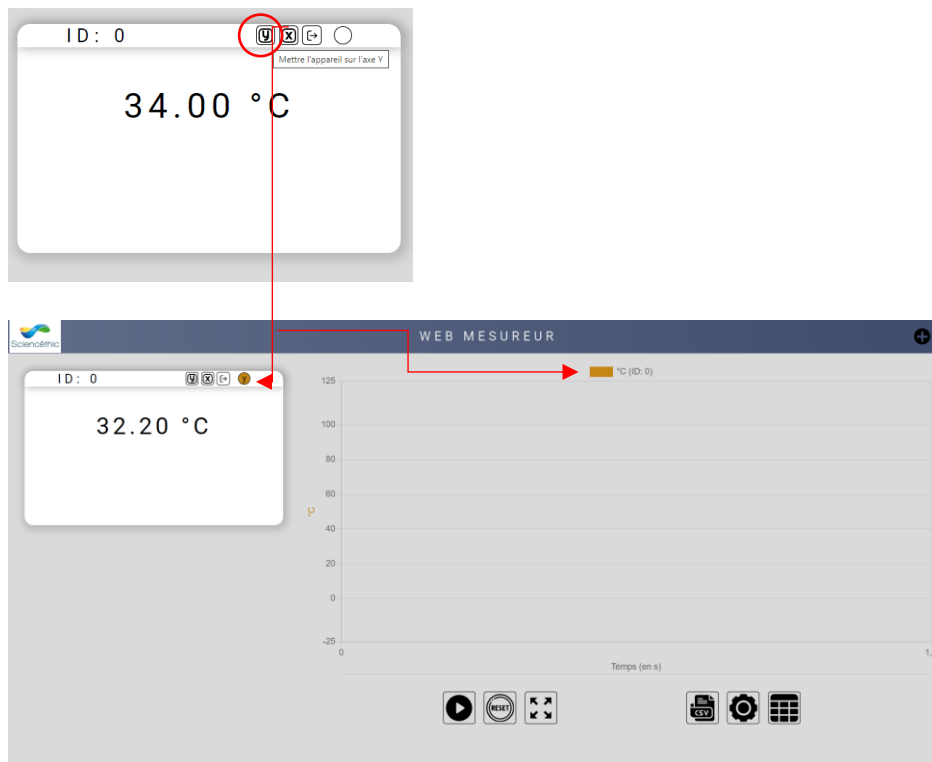 ID: 0
y x
Mettre l'appareil sur l'axe Y
34.00 °C
Sciencéthic
WEB MESUREUR
ID: 0
y x Y
32.20 °C
°C (ID: 0)
125
100
80
60
40
20
0
-25
°C
0
1,
Temps (en s)
RESET
CSV